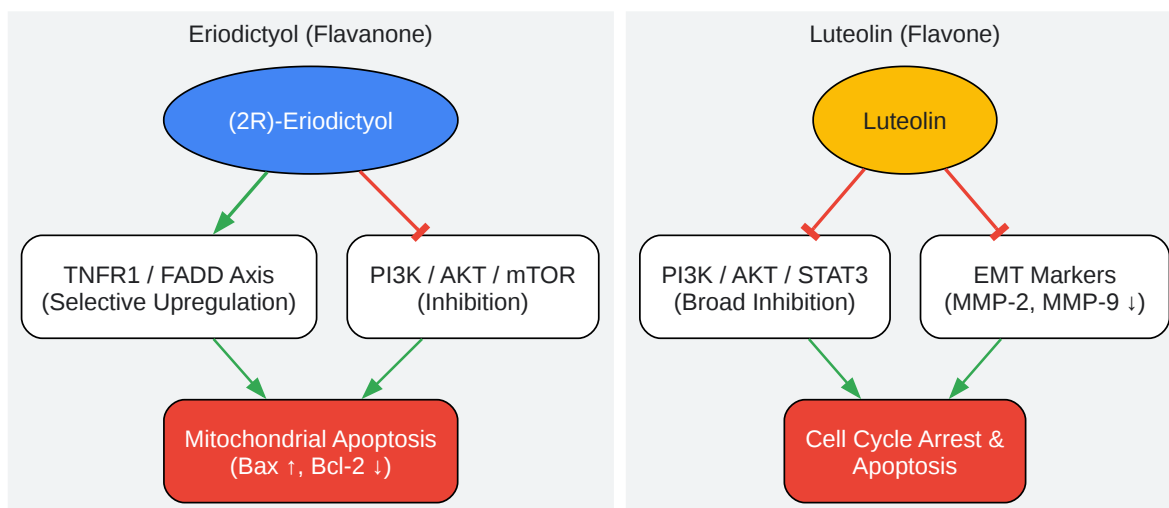 Eriodictyol (Flavanone)
(2R)-Eriodictyol
TNFR1 / FADD Axis
(Selective Upregulation)
PI3K / AKT / mTOR
(Inhibition)
Mitochondrial Apoptosis
(Bax ↑, Bcl-2 ↓)
Luteolin (Flavone)
Luteolin
PI3K / AKT / STAT3
(Broad Inhibition)
EMT Markers
(MMP-2, MMP-9 ↓)
Cell Cycle Arrest &
Apoptosis